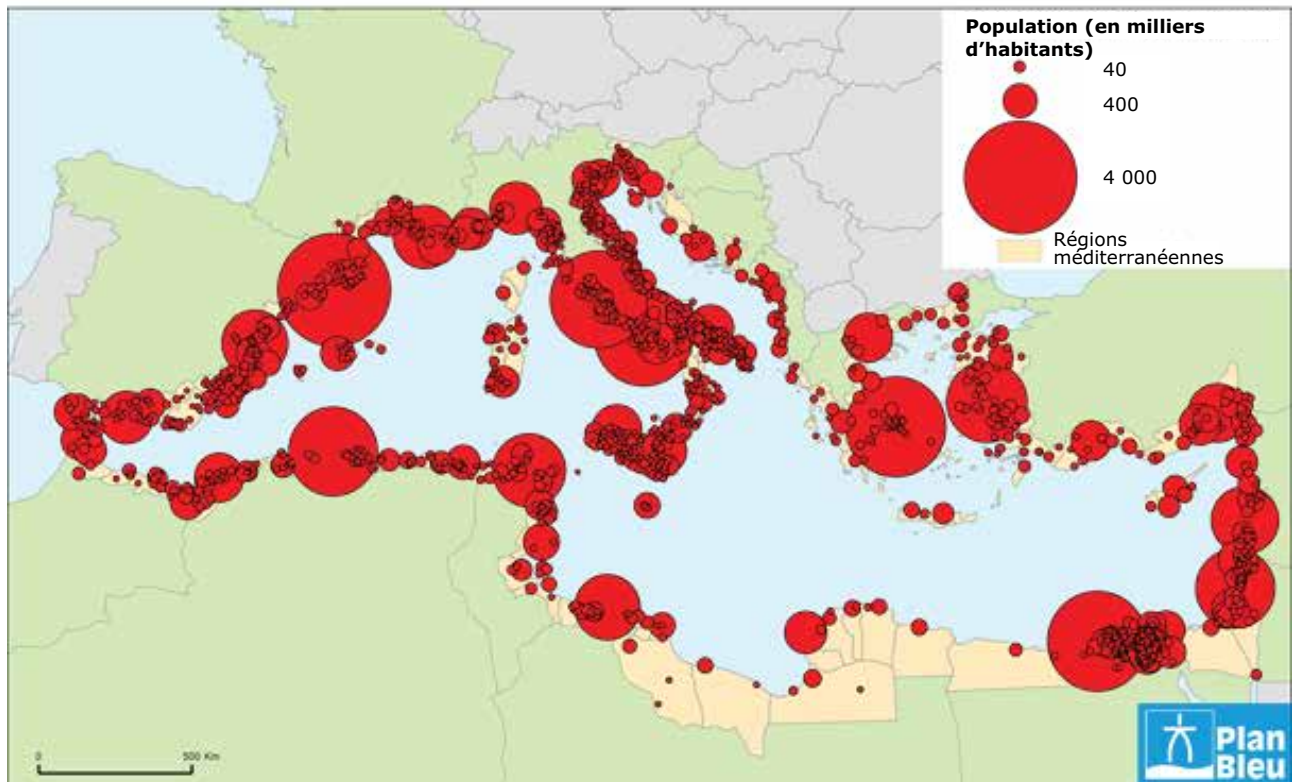 Population (en milliers
d’habitants)
40
400
4 000
Régions
méditerranéennes
0
500 Km
Plan
Bleu